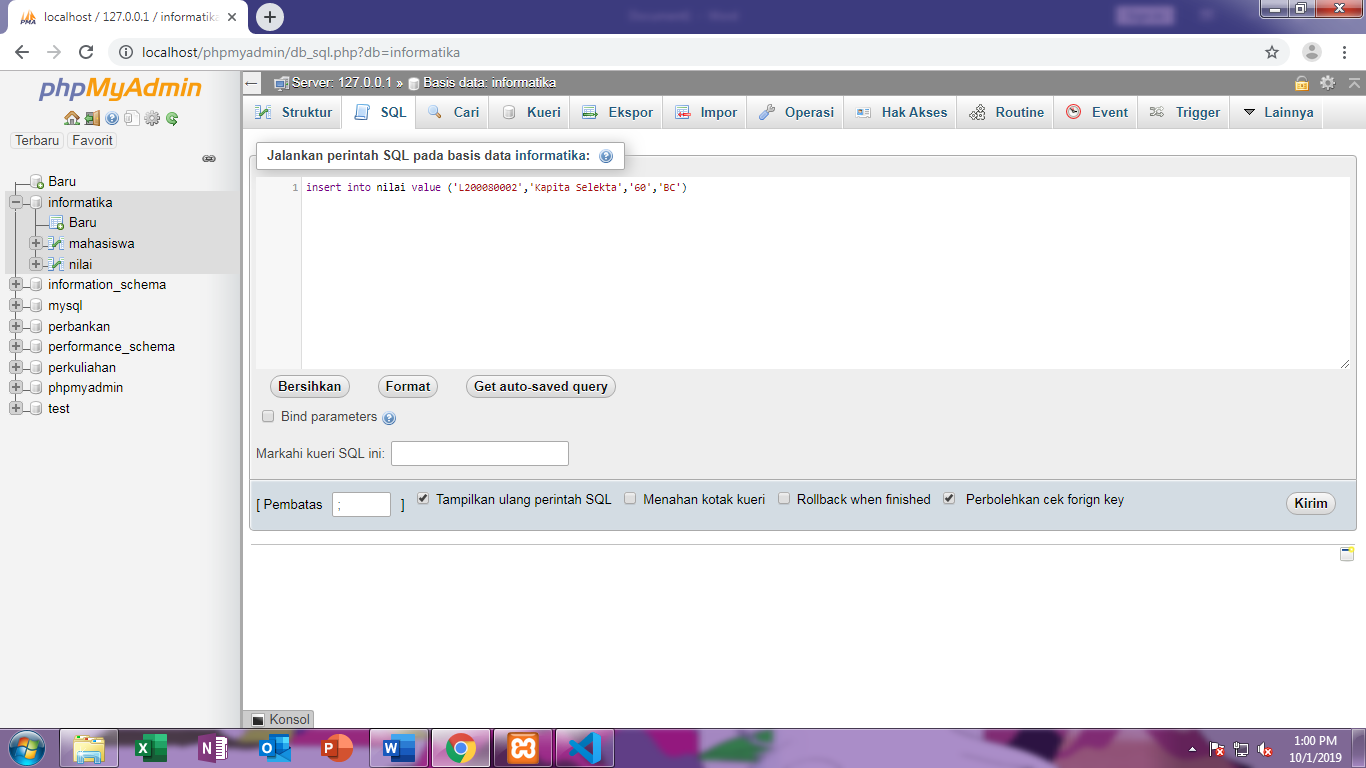 localhost / 127.0.0.1 / informatika
localhost/phpmyadmin/db_sql.php?db=informatika
phpMyAdmin
Terbaru Favorit
Baru
informatika
Baru
mahasiswa
nilai
information_schema
mysql
perbankan
performance_schema
perkuliahan
phpmyadmin
test
Server: 127.0.0.1 » Basis data: informatika
Struktur SQL Cari Kueri Ekspor Impor Operasi Hak Akses Routine Event Trigger Lainnya
Jalankan perintah SQL pada basis data informatika:
1 insert into nilai value ('L200080002','Kapita Selekta','60','BC')
Bersihkan Format Get auto-saved query
Bind parameters
Markahi kueri SQL ini:
[ Pembatas ; ] Tampilkan ulang perintah SQL Menahan kotak kueri Rollback when finished Perbolehkan cek forign key Kirim
Konsol
1:00 PM
10/1/2019